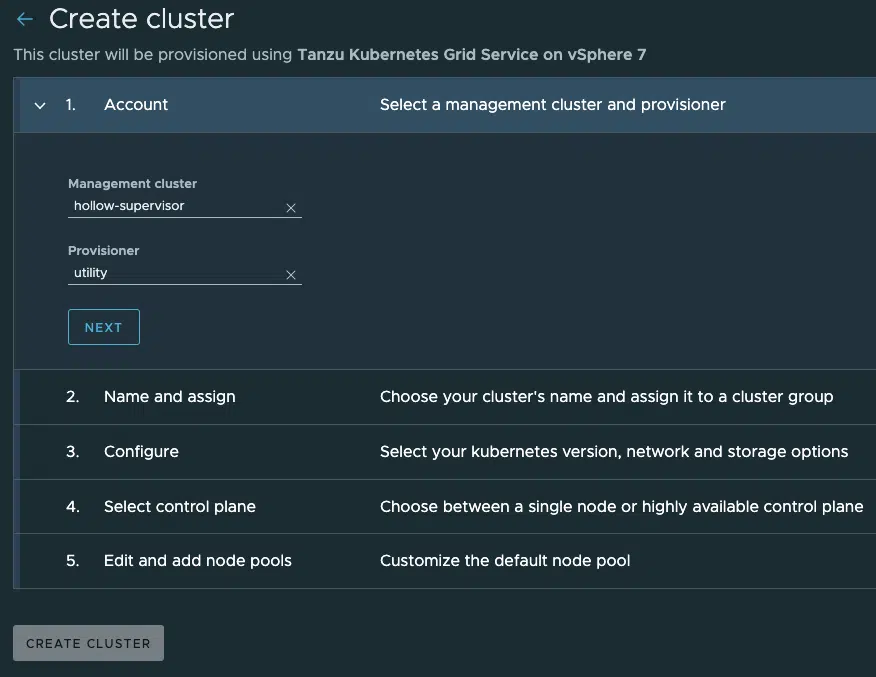 Create cluster
This cluster will be provisioned using Tanzu Kubernetes Grid Service on vSphere 7
1. Account Select a management cluster and provisioner
Management cluster
hollow-supervisor
Provisioner
utility
NEXT
2. Name and assign Choose your cluster's name and assign it to a cluster group
3. Configure Select your kubernetes version, network and storage options
4. Select control plane Choose between a single node or highly available control plane
5. Edit and add node pools Customize the default node pool
CREATE CLUSTER